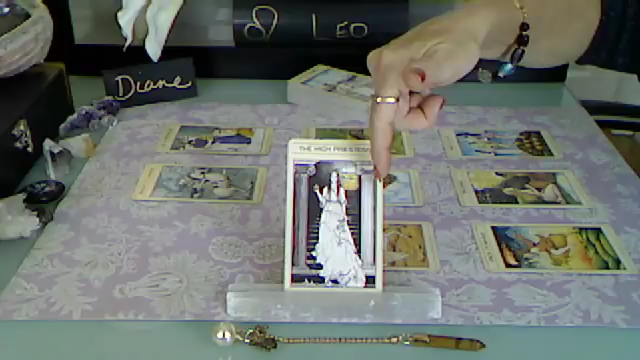 ♌ LEO
Diane
THE HIGH PRIESTESS